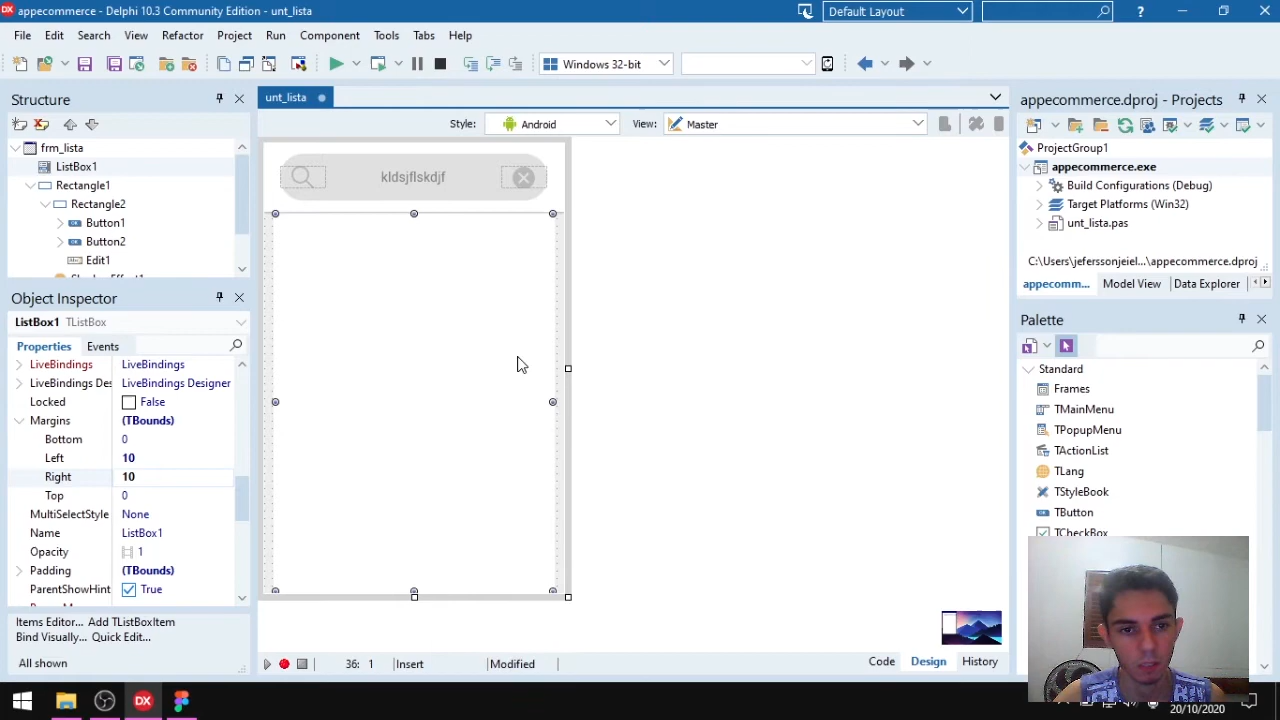 appecommerce - Delphi 10.3 Community Edition - unt_lista
Default Layout
File Edit Search View Refactor Project Run Component Tools Tabs Help
Windows 32-bit
Structure
frm_lista
ListBox1
Rectangle1
Rectangle2
Button1
Button2
Edit1
Object Inspector
ListBox1 TListBox
Properties Events
LiveBindings LiveBindings
LiveBindings Des LiveBindings Designer
Locked False
Margins (TBounds)
Bottom 0
Left 10
Right 10
Top 0
MultiSelectStyle None
Name ListBox1
Opacity 1
Padding (TBounds)
ParentShowHint True
Items Editor... Add TListBoxItem
Bind Visually... Quick Edit...
All shown
unt_lista
Style: Android View: Master
kldsjflskdjf
36: 1 Insert Modified
Code Design History
appecommerce.dproj - Projects
ProjectGroup1
appecommerce.exe
Build Configurations (Debug)
Target Platforms (Win32)
unt_lista.pas
C:\Users\jeferssonjeiel...\appecommerce.dproj
appecomm... Model View Data Explorer
Palette
Standard
Frames
TMainMenu
TPopupMenu
TActionList
TLang
TStyleBook
TButton
TCheckBox
DX
20/10/2020